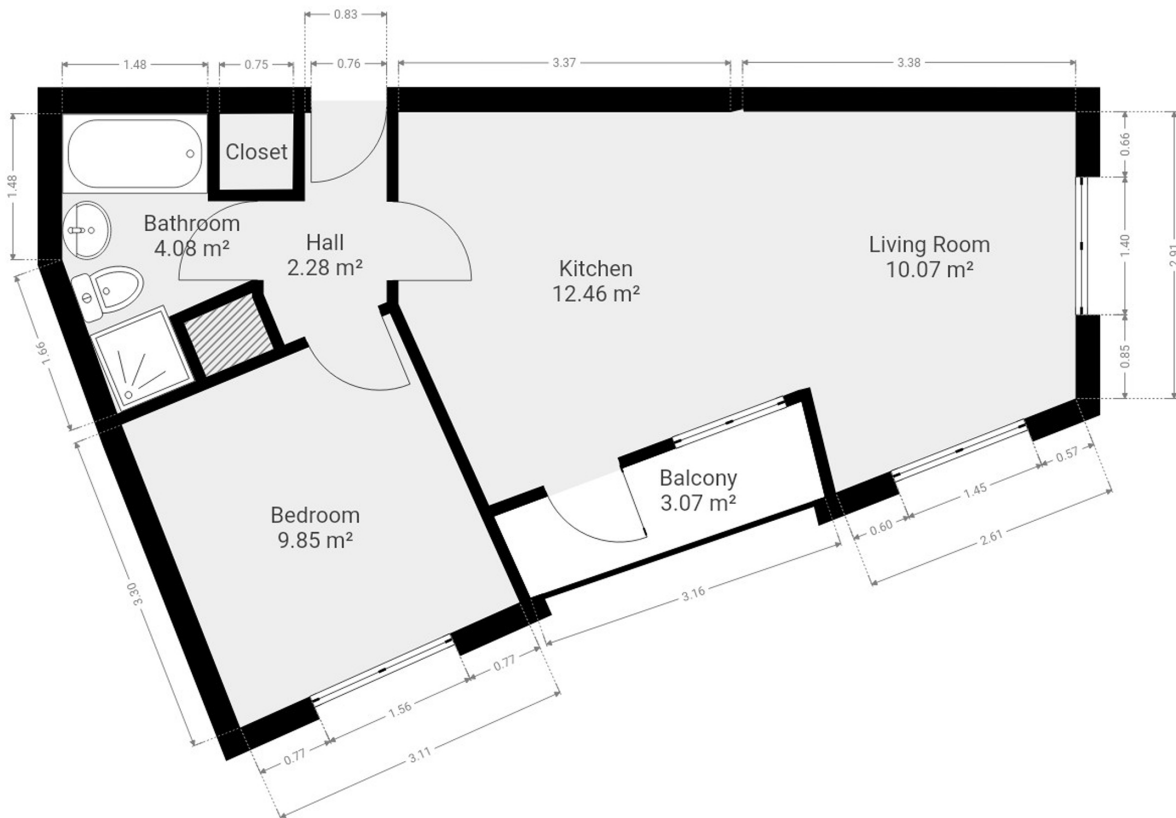 0.83
1.48
0.75
0.76
3.37
3.38
Closet
0.66
1.48
Bathroom
4.08 m²
Hall
2.28 m²
Kitchen
12.46 m²
Living Room
10.07 m²
1.40
2.91
1.66
0.85
Balcony
3.07 m²
0.57
1.45
0.60
2.61
Bedroom
9.85 m²
3.30
3.16
0.77
1.56
0.77
3.11